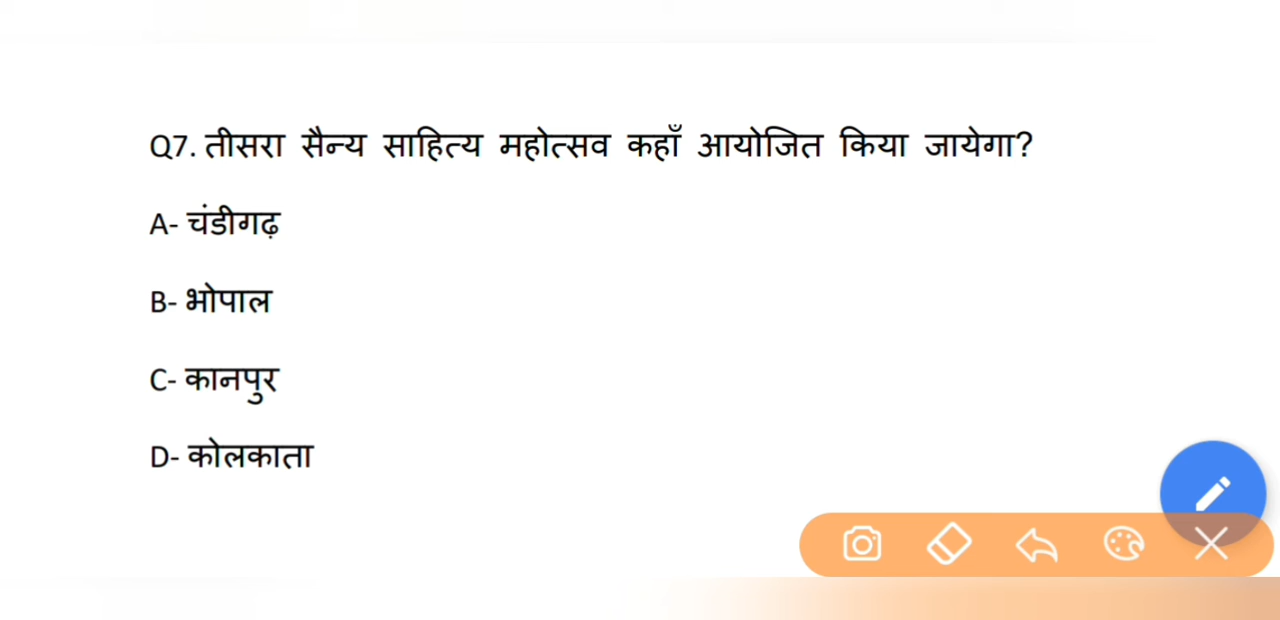 Q7. तीसरा सैन्य साहित्य महोत्सव कहाँ आयोजित किया जायेगा?
A- चंडीगढ़
B- भोपाल
C- कानपुर
D- कोलकाता